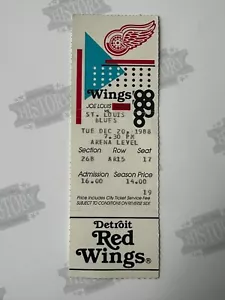 Wings
JOE LOUIS
VS.
ST. LOUIS
BLUES
TUE DEC 20, 1988
7:30 PM
ARENA LEVEL
Section Row Seat
26B AR15 17
Admission Season Price
16.00 14.00
19
Price Includes City Ticket Service Fee
SUBJECT TO CONDITIONS ON REVERSE SIDE
Detroit
Red
Wings®